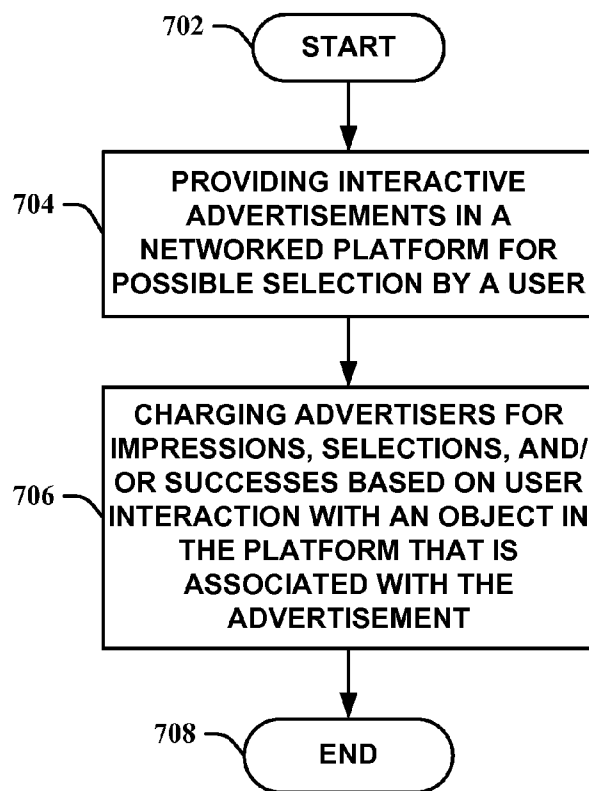 702
START
704
PROVIDING INTERACTIVE
ADVERTISEMENTS IN A
NETWORKED PLATFORM FOR
POSSIBLE SELECTION BY A USER
706
CHARGING ADVERTISERS FOR
IMPRESSIONS, SELECTIONS, AND/
OR SUCCESSES BASED ON USER
INTERACTION WITH AN OBJECT IN
THE PLATFORM THAT IS
ASSOCIATED WITH THE
ADVERTISEMENT
708
END